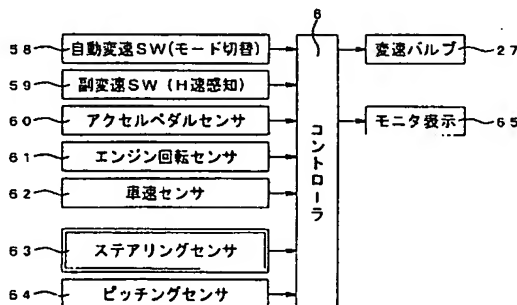 58 自動変速SW(モード切替)
59 副変速SW(H速感知)
60 アクセルペダルセンサ
61 エンジン回転センサ
62 車速センサ
63 ステアリングセンサ
64 ピッチングセンサ
6
コントローラ
変速バルブ 27
モニタ表示 65